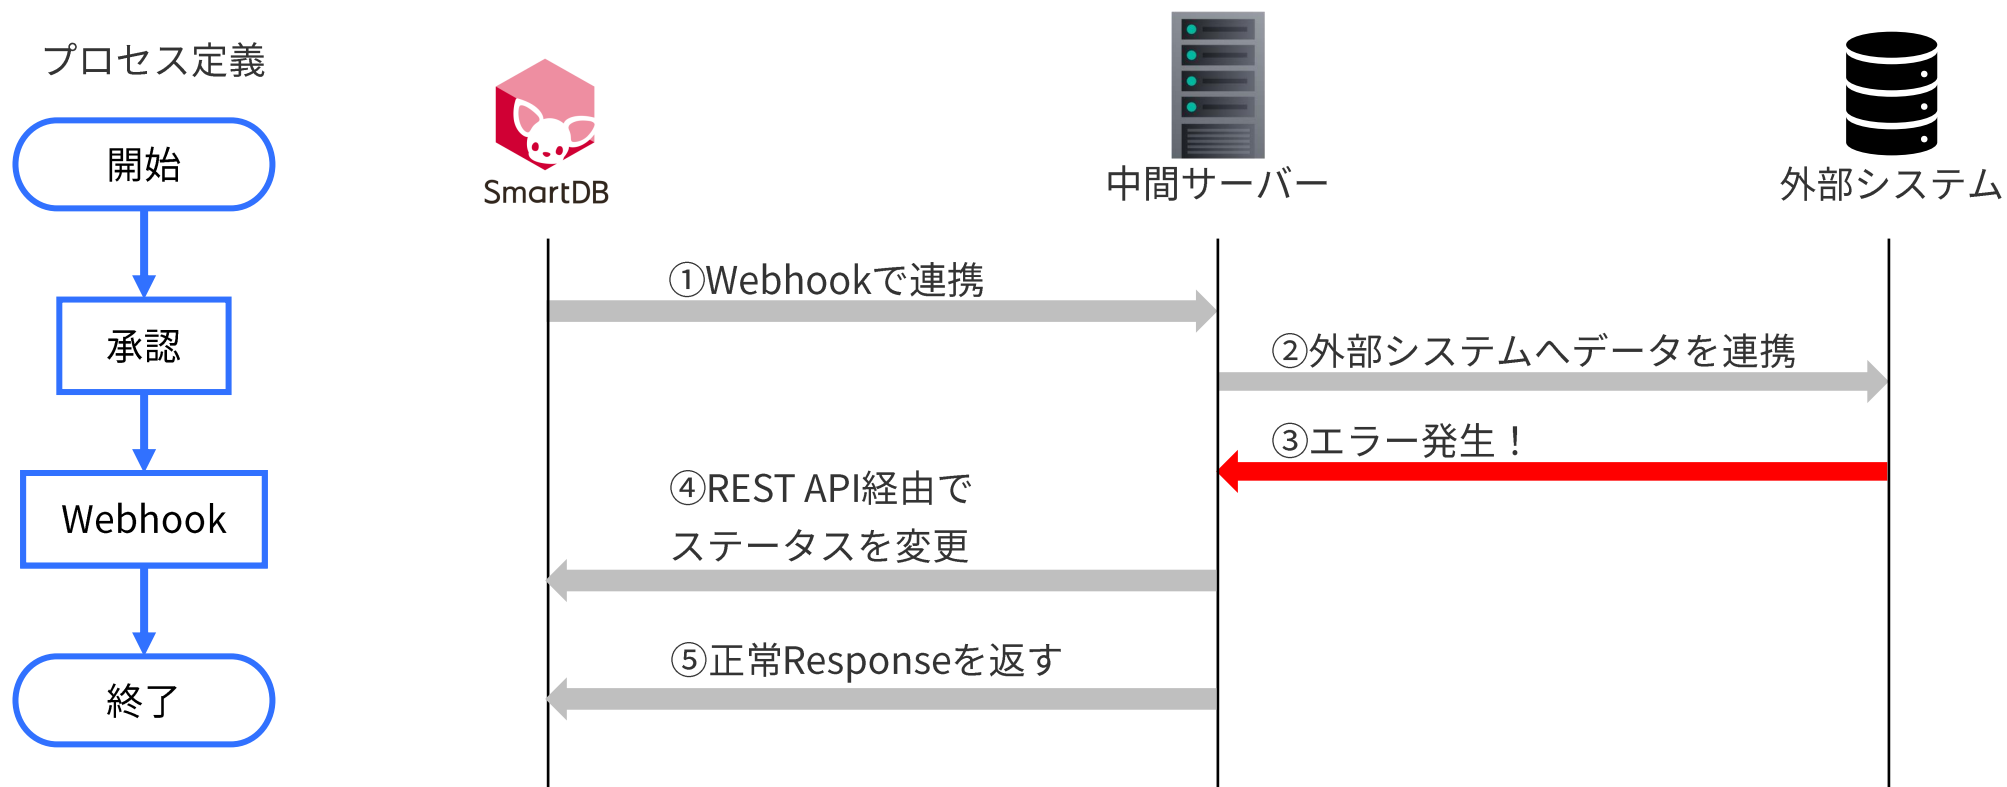 プロセス定義
開始
承認
Webhook
終了
SmartDB
中間サーバー
外部システム
①Webhookで連携
②外部システムへデータを連携
③エラー発生！
④REST API経由で
ステータスを変更
⑤正常Responseを返す